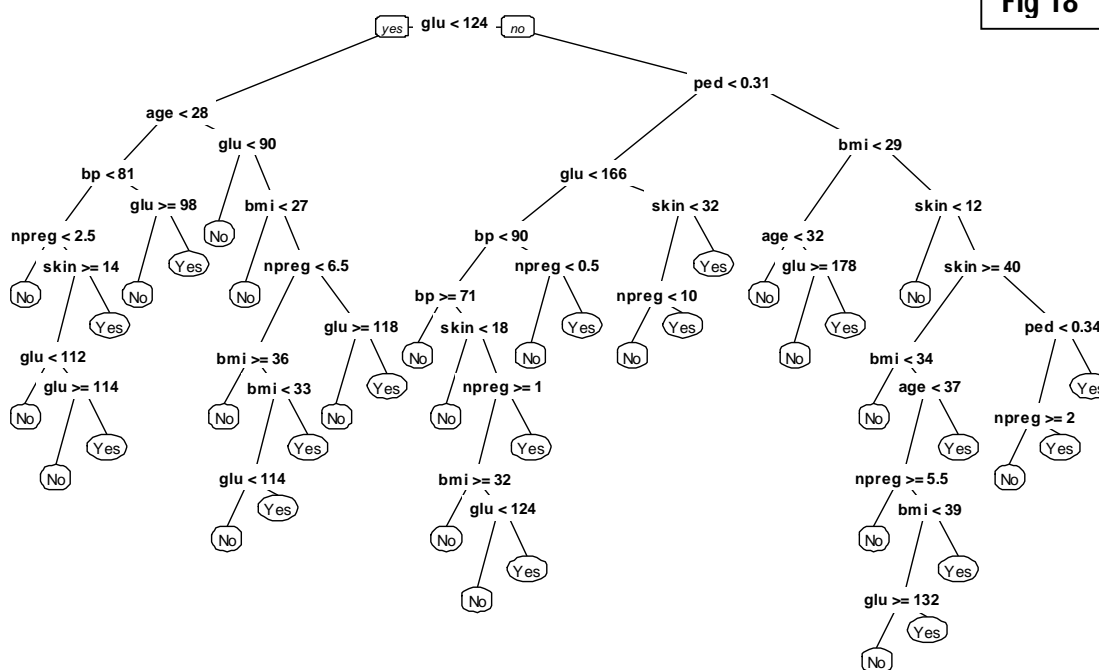 Fig 18
yes glu < 124 no
ped < 0.31
age < 28
glu < 90 bmi < 29
bp < 81 glu < 166
glu >= 98 bmi < 27 skin < 32 skin < 12
npreg < 2.5 No bp < 90 age < 32
skin >= 14 Yes npreg < 6.5 npreg < 0.5 Yes glu >= 178 skin >= 40
No No No bp >= 71 npreg < 10 No No
Yes glu >= 118 skin < 18 Yes Yes ped < 0.34
glu < 112 bmi >= 36 No No No No bmi < 34
glu >= 114 bmi < 33 Yes npreg >= 1 age < 37 Yes
No No No No No npreg >= 2
Yes Yes Yes Yes Yes
No glu < 114 bmi >= 32 npreg >= 5.5 No
Yes glu < 124 bmi < 39
No No No
Yes Yes
No glu >= 132
Yes
No